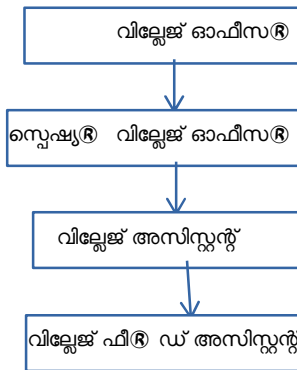 വില്ലേജ് ഓഫീസ®
സ്പെഷ്യ® വില്ലേജ് ഓഫീസ®
വില്ലേജ് അസിസ്റ്റന്റ്
വില്ലേജ് ഫീ® ഡ് അസിസ്റ്റന്റ്